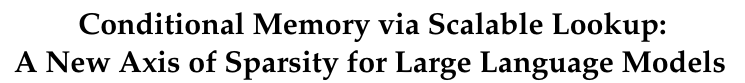 Conditional Memory via Scalable Lookup:
A New Axis of Sparsity for Large Language Models